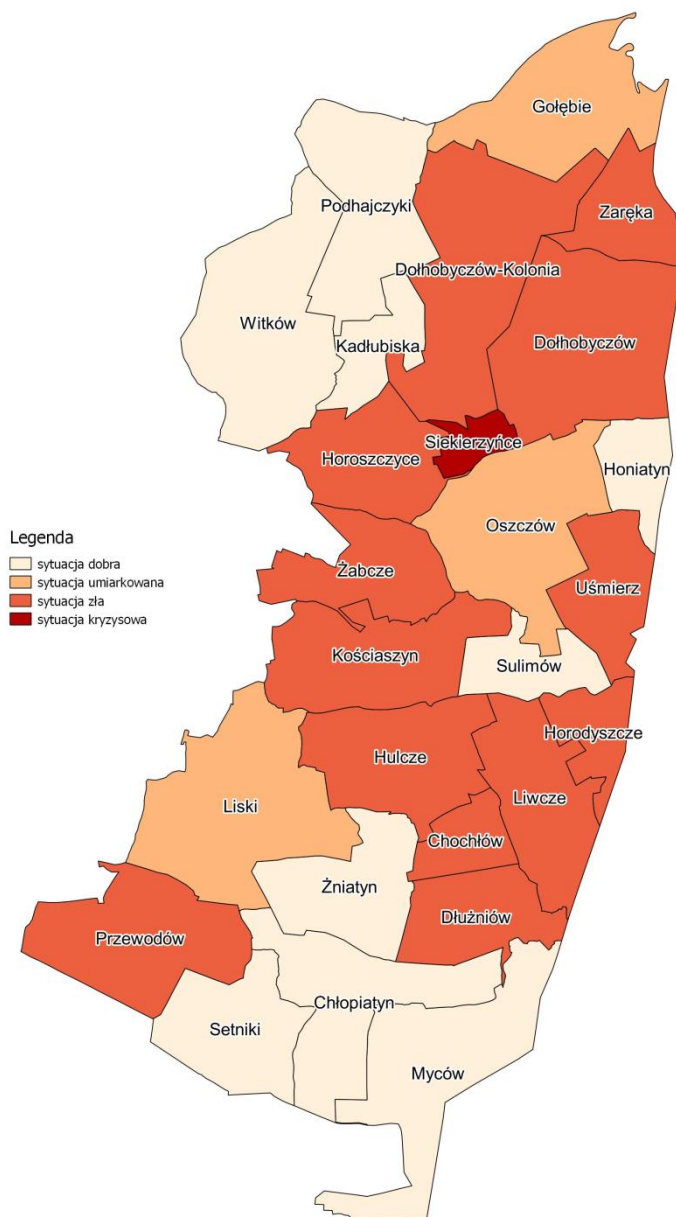 Gołębie
Podhajczyki
Zaręka
Dołhobyczów-Kolonia
Witków
Kadłubiska
Dołhobyczów
Siekierzyńce
Horoszczyce
Honiatyn
Oszczów
Legenda
sytuacja dobra
sytuacja umiarkowana
sytuacja zła
sytuacja kryzysowa
Żabcze
Uśmierz
Kościaszyn
Sulimów
Horodyszcze
Hulcze
Liski
Liwcze
Chochłów
Żniatyn
Dłużniów
Przewodów
Chłopiatyn
Setniki
Myców